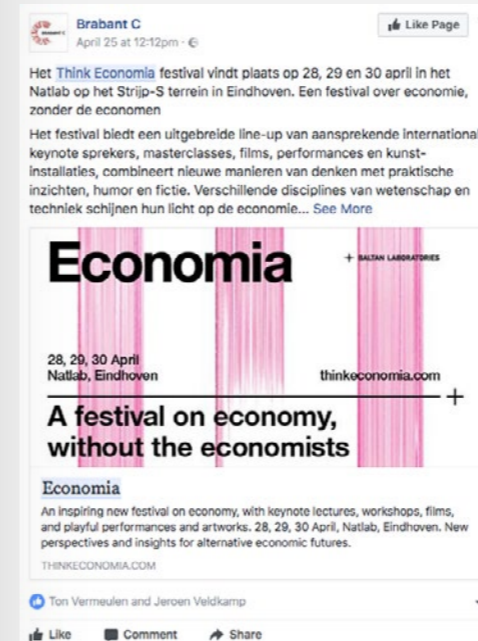 Brabant C
April 25 at 12:12pm ·
Like Page
Het Think Economia festival vindt plaats op 28, 29 en 30 april in het
Natlab op het Strijp-S terrein in Eindhoven. Een festival over economie,
zonder de economen
Het festival biedt een uitgebreide line-up van aansprekende international
keynote sprekers, masterclasses, films, performances en kunst-
installaties, combineert nieuwe manieren van denken met praktische
inzichten, humor en fictie. Verschillende disciplines van wetenschap en
techniek schijnen hun licht op de economie... See More
Economia
+ BALTAN LABORATORIES
28, 29, 30 April
Natlab, Eindhoven
thinkeconomia.com
+
A festival on economy,
without the economists
Economia
An inspiring new festival on economy, with keynote lectures, workshops, films,
and playful performances and artworks. 28, 29, 30 April, Natlab, Eindhoven. New
perspectives and insights for alternative economic futures.
THINKECONOMIA.COM
Ton Vermeulen and Jeroen Veldkamp
Like Comment Share